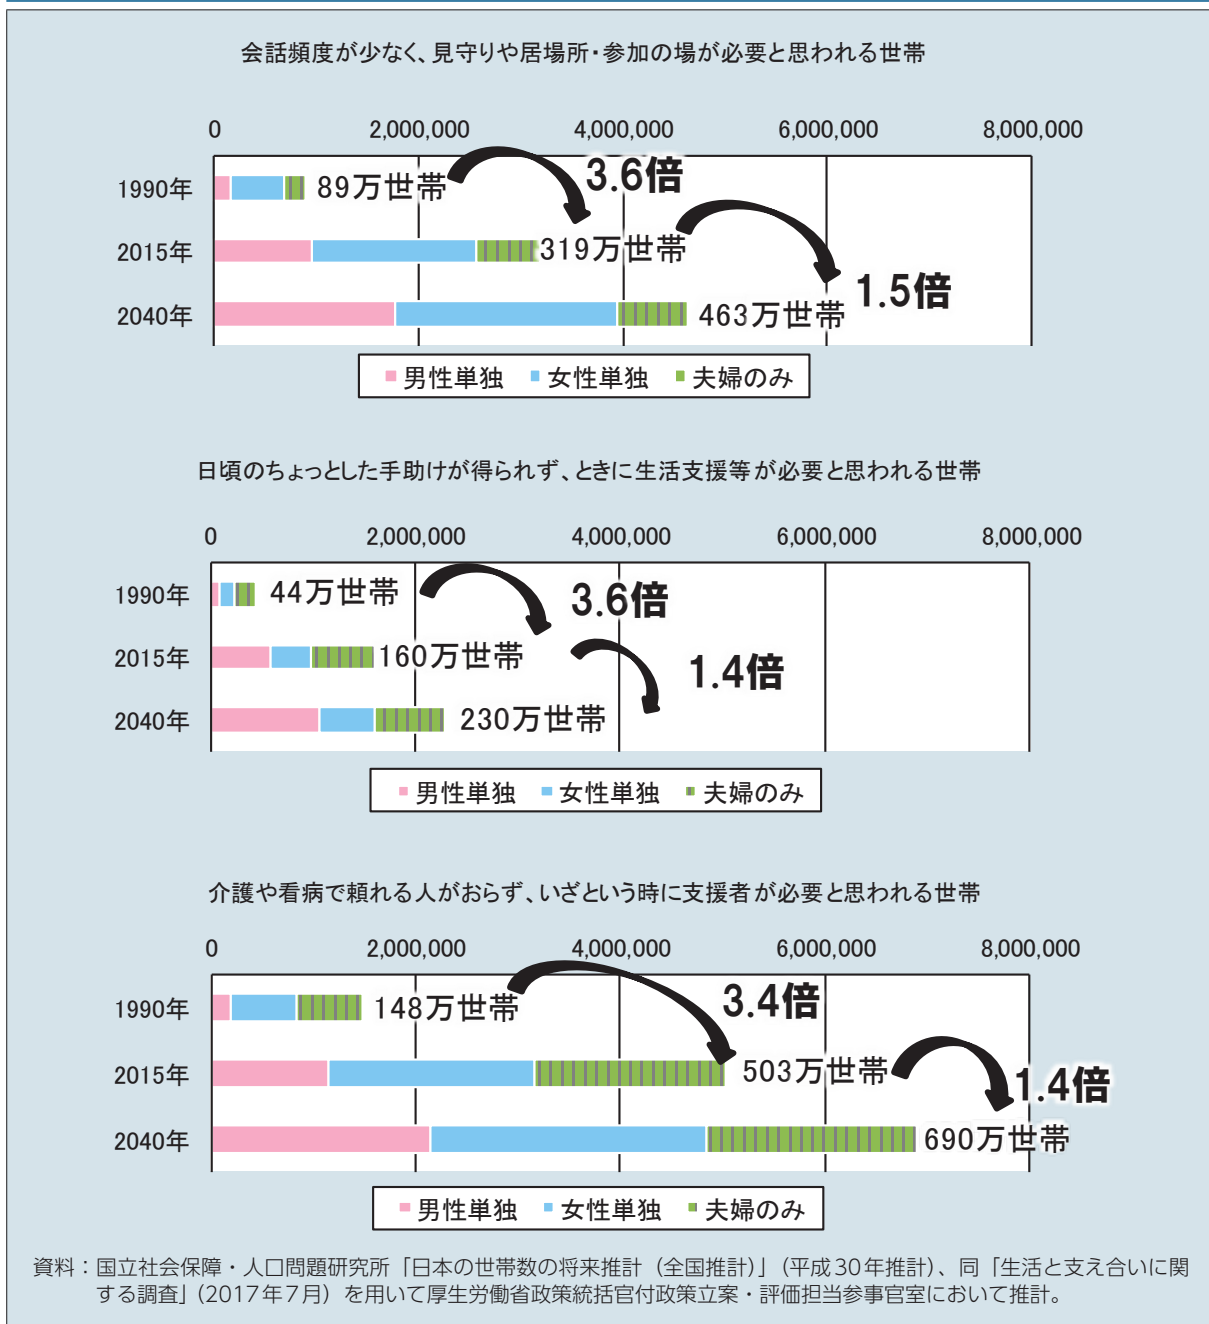 会話頻度が少なく、見守りや居場所・参加の場が必要と思われる世帯
0 2,000,000 4,000,000 6,000,000 8,000,000
1990年 89万世帯 3.6倍
2015年 319万世帯
1.5倍
2040年 463万世帯
男性単独 女性単独 夫婦のみ
日頃のちょっとした手助けが得られず、ときに生活支援等が必要と思われる世帯
0 2,000,000 4,000,000 6,000,000 8,000,000
1990年 44万世帯 3.6倍
2015年 160万世帯 1.4倍
2040年 230万世帯
男性単独 女性単独 夫婦のみ
介護や看病で頼れる人がおらず、いざという時に支援者が必要と思われる世帯
0 2,000,000 4,000,000 6,000,000 8,000,000
1990年 148万世帯 3.4倍
2015年 503万世帯 1.4倍
2040年 690万世帯
男性単独 女性単独 夫婦のみ
資料：国立社会保障・人口問題研究所「日本の世帯数の将来推計（全国推計）」（平成30年推計）、同「生活と支え合いに関
する調査」（2017年7月）を用いて厚生労働省政策統括官付政策立案・評価担当参事官室において推計。